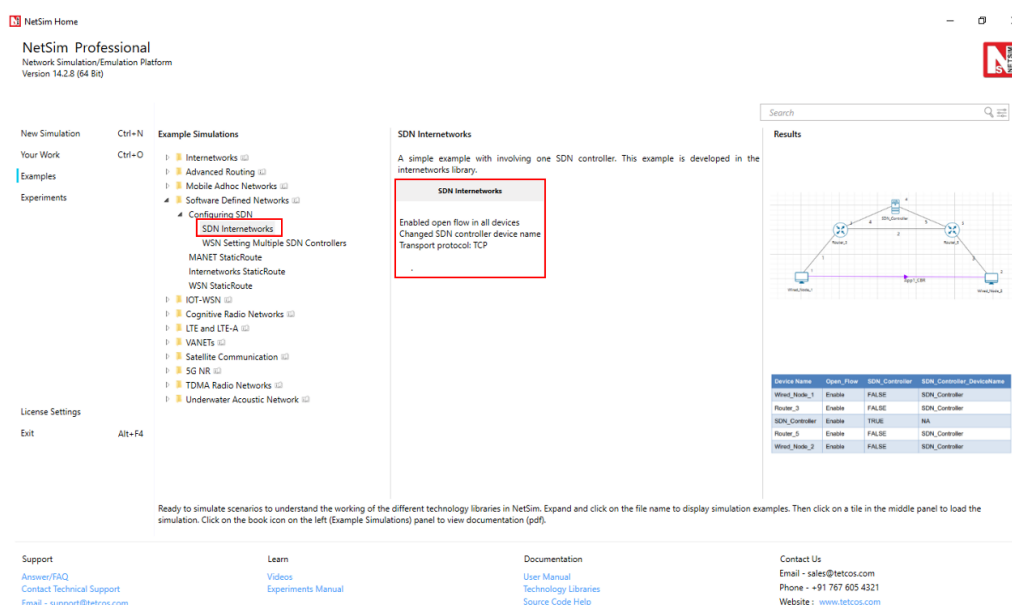 NetSim Home
NetSim Professional
Network Simulation/Emulation Platform
Version 14.2.8 (64 Bit)
Search
New Simulation Ctrl+N
Your Work Ctrl+O
Examples
Experiments
License Settings
Exit Alt+F4
Example Simulations
Internetworks
Advanced Routing
Mobile Adhoc Networks
Software Defined Networks
Configuring SDN
SDN Internetworks
WSN Setting Multiple SDN Controllers
MANET StaticRoute
Internetworks StaticRoute
WSN StaticRoute
IOT-WSN
Cognitive Radio Networks
LTE and LTE-A
VANETs
Satellite Communication
5G NR
TDMA Radio Networks
Underwater Acoustic Network
SDN Internetworks
A simple example with involving one SDN controller. This example is developed in the
internetworks library.
SDN Internetworks
Enabled open flow in all devices
Changed SDN controller device name
Transport protocol: TCP
.
Results
SDN_Controller
Router_3
Router_5
App1_CBR
Wired_Node_1
Wired_Node_2
Device Name Open_Flow SDN_Controller SDN_Controller_DeviceName
Wired_Node_1 Enable FALSE SDN_Controller
Router_3 Enable FALSE SDN_Controller
SDN_Controller Enable TRUE NA
Router_5 Enable FALSE SDN_Controller
Wired_Node_2 Enable FALSE SDN_Controller
Ready to simulate scenarios to understand the working of the different technology libraries in NetSim. Expand and click on the file name to display simulation examples. Then click on a tile in the middle panel to load the
simulation. Click on the book icon on the left (Example Simulations) panel to view documentation (pdf).
Support
Answer/FAQ
Contact Technical Support
Email - support@tetcos.com
Learn
Videos
Experiments Manual
Documentation
User Manual
Technology Libraries
Source Code Help
Contact Us
Email - sales@tetcos.com
Phone - +91 767 605 4321
Website : www.tetcos.com